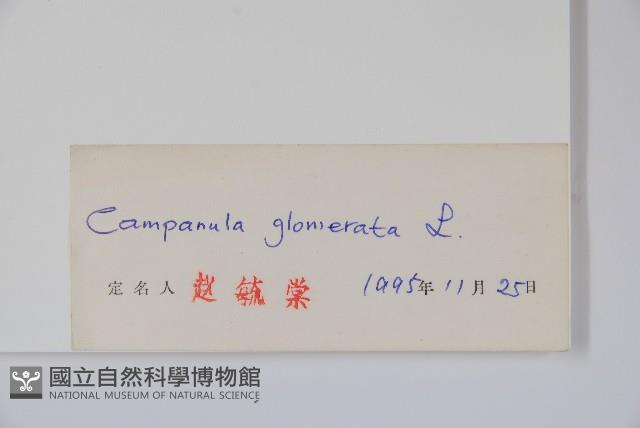 Campanula glomerata L.
定名人 赵毓棠 1995年11月25日
國立自然科學博物館
NATIONAL MUSEUM OF NATURAL SCIENCE